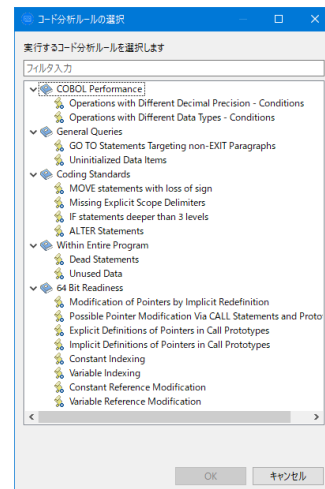 コード分析ルールの選択
実行するコード分析ルールを選択します
フィルタ入力
COBOL Performance
Operations with Different Decimal Precision - Conditions
Operations with Different Data Types - Conditions
General Queries
GO TO Statements Targeting non-EXIT Paragraphs
Uninitialized Data Items
Coding Standards
MOVE statements with loss of sign
Missing Explicit Scope Delimiters
IF statements deeper than 3 levels
ALTER Statements
Within Entire Program
Dead Statements
Unused Data
64 Bit Readiness
Modification of Pointers by Implicit Redefinition
Possible Pointer Modification Via CALL Statements and Proto
Explicit Definitions of Pointers in Call Prototypes
Implicit Definitions of Pointers in Call Prototypes
Constant Indexing
Variable Indexing
Constant Reference Modification
Variable Reference Modification
OK
キャンセル